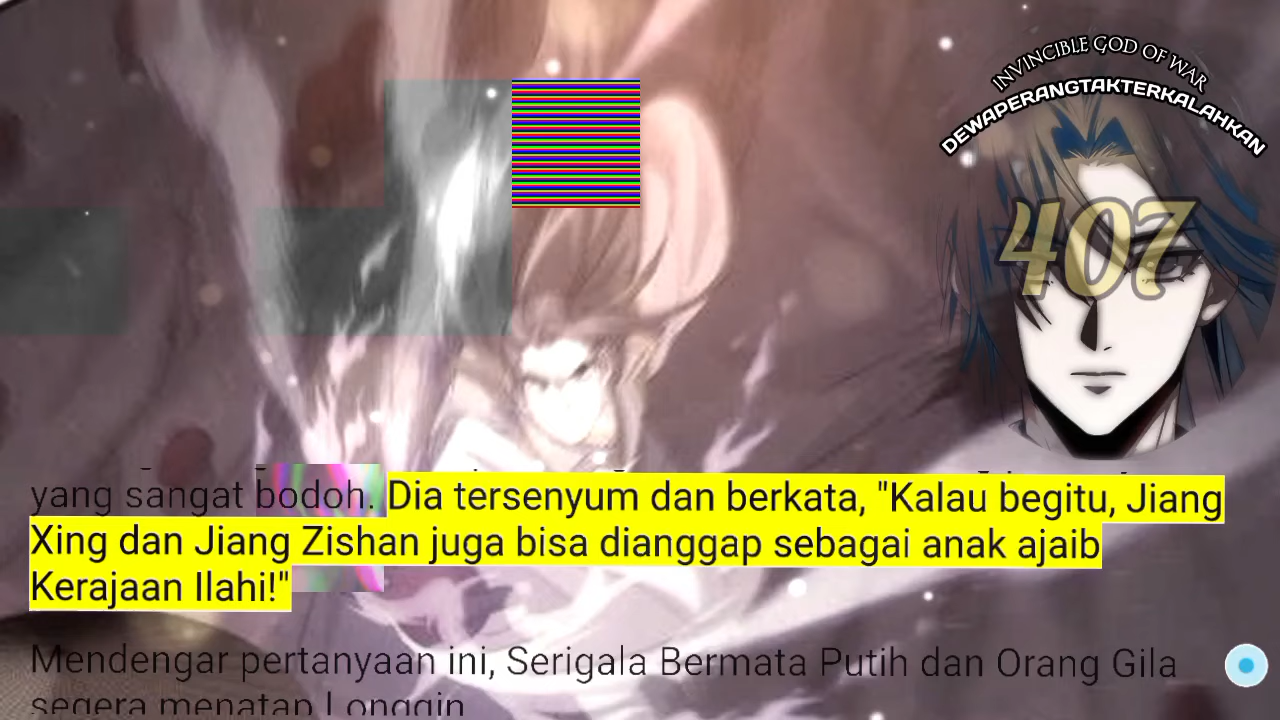 INVINCIBLE GOD OF WAR
DEWAPERANGTAKTERKALAHKAN
407
yang sangat bodoh. Dia tersenyum dan berkata, "Kalau begitu, Jiang
Xing dan Jiang Zishan juga bisa dianggap sebagai anak ajaib
Kerajaan Ilahi!"
Mendengar pertanyaan ini, Serigala Bermata Putih dan Orang Gila
segera menatap Longgin